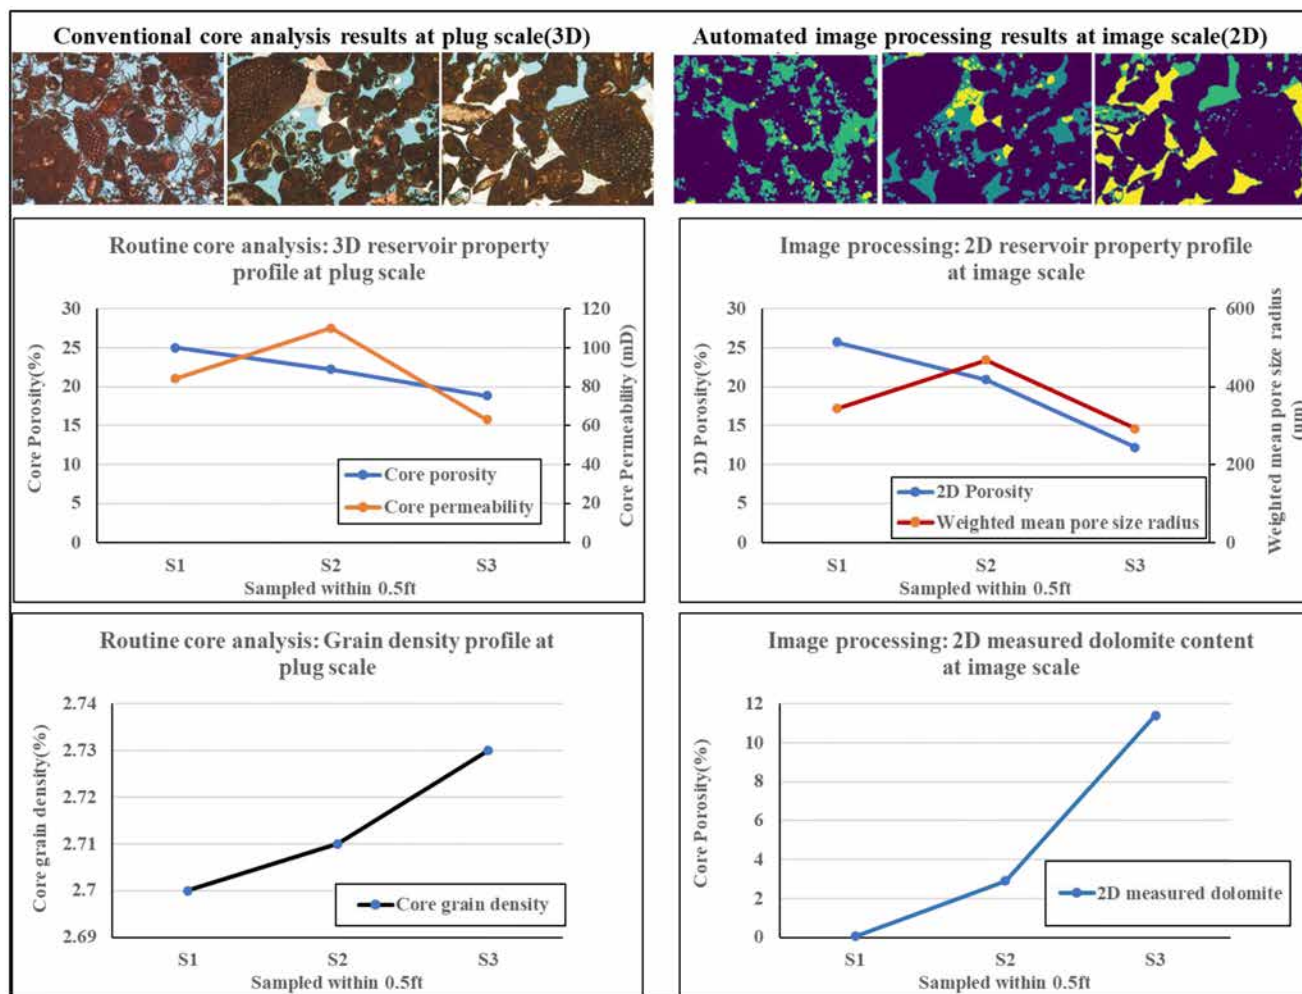 Conventional core analysis results at plug scale(3D)
Automated image processing results at image scale(2D)
Routine core analysis: 3D reservoir property
profile at plug scale
30
25
20
15
10
5
0
120
100
80
60
40
20
0
Core Porosity(%)
Core Permeability (mD)
Core porosity
Core permeability
S1
S2
S3
Sampled within 0.5ft
Image processing: 2D reservoir property profile
at image scale
30
25
20
15
10
5
0
600
400
200
0
2D Porosity(%)
Weighted mean pore size radius
(μm)
2D Porosity
Weighted mean pore size radius
S1
S2
S3
Sampled within 0.5ft
Routine core analysis: Grain density profile at
plug scale
2.74
2.73
2.72
2.71
2.7
2.69
Core grain density(%)
Core grain density
S1
S2
S3
Sampled within 0.5ft
Image processing: 2D measured dolomite content
at image scale
12
10
8
6
4
2
0
Core Porosity(%)
2D measured dolomite
S1
S2
S3
Sampled within 0.5ft